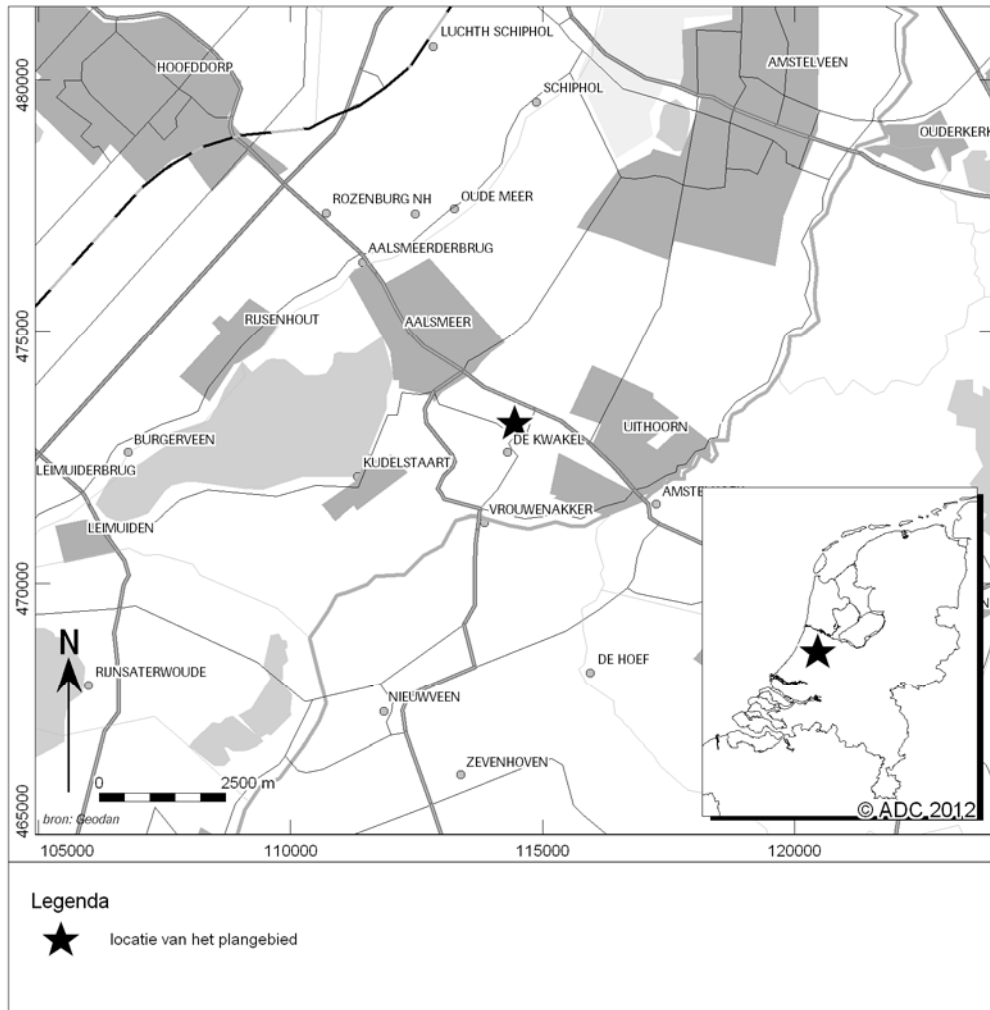 LUCHTH SCHIPHOL
HOOFDDORP
AMSTELVEEN
480000
SCHIPHOL
OUDERKERK
ROZENBURG NH
OUDE MEER
AALSMEERDERBRUG
475000
RIJSENHOUT
AALSMEER
UITHOORN
BURGERVEEN
DE KWAKEL
LEIMUIDERBRUG
KUDELSTAART
VROUWENAKKER
LEIMUIDEN
470000
N
RIJNSATERWOUDE
DE HOEF
NIEUWVEEN
ZEVENHOVEN
0 2500 m
465000
bron: Geodan
© ADC 2012
105000 110000 115000 120000
Legenda
locatie van het plangebied